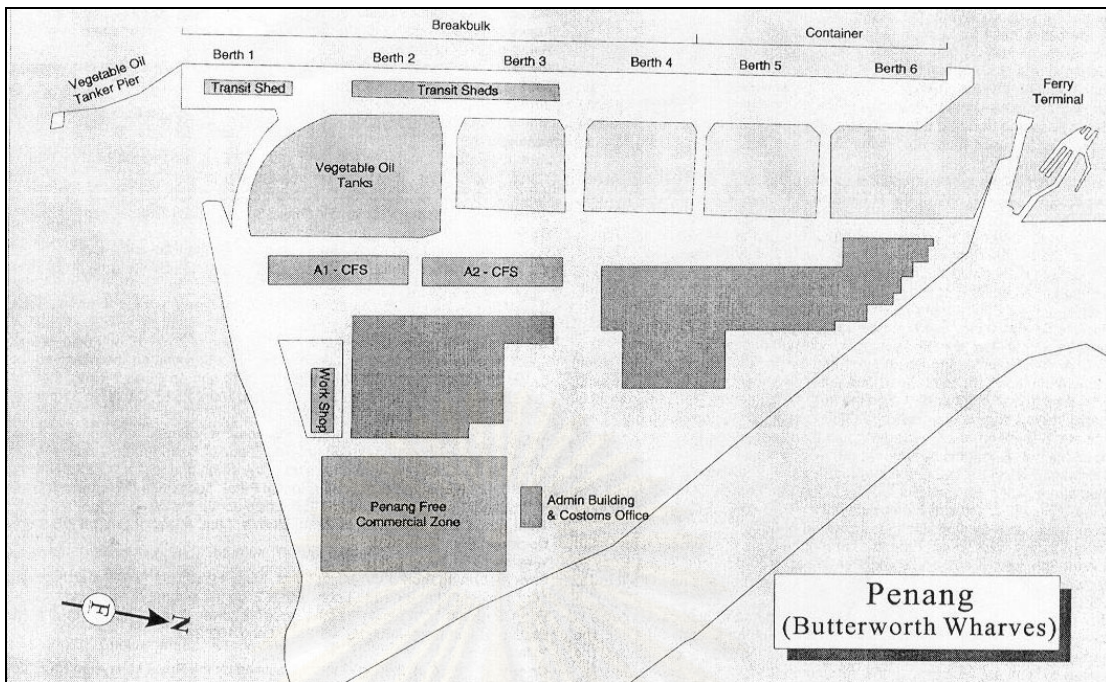 Breakbulk
Container
Berth 1
Berth 2
Berth 3
Berth 4
Berth 5
Berth 6
Vegetable Oil
Tanker Pier
Transit Shed
Transit Sheds
Ferry
Terminal
Vegetable Oil
Tanks
A1 - CFS
A2 - CFS
Work Shop
Penang Free
Commercial Zone
Admin Building
& Customs Office
N
Penang
(Butterworth Wharves)